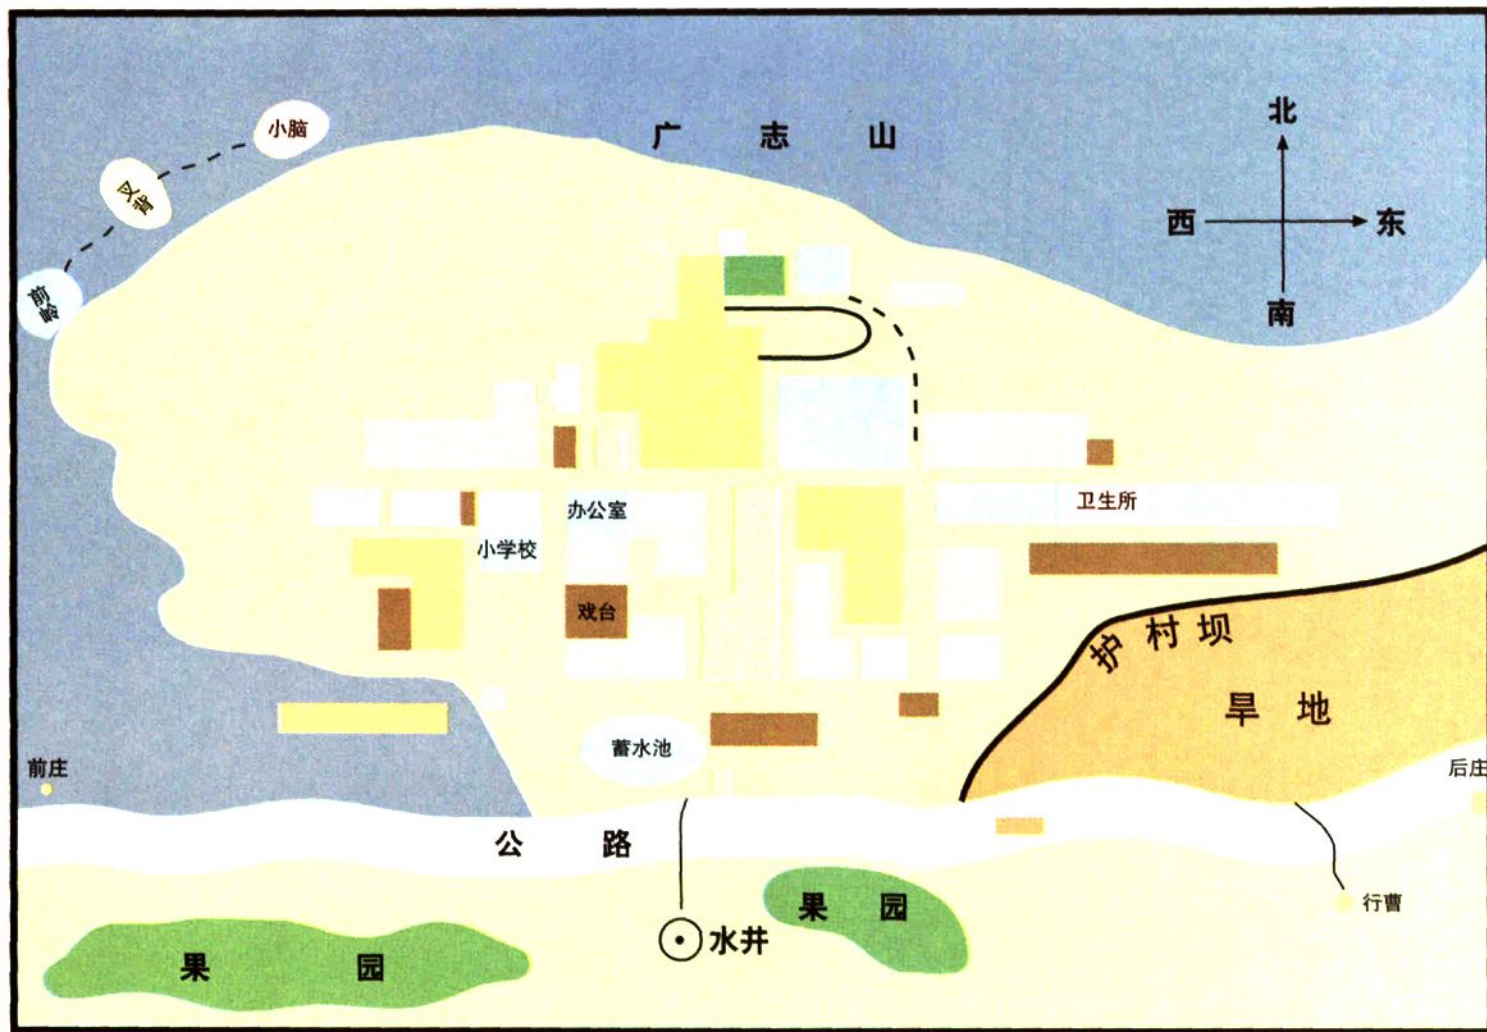 小脑
广志山
北
叉背
西
东
前岭
南
办公室
卫生所
小学校
戏台
护村坝
旱地
蓄水池
前庄
后庄
公路
果园
行曹
水井
果园